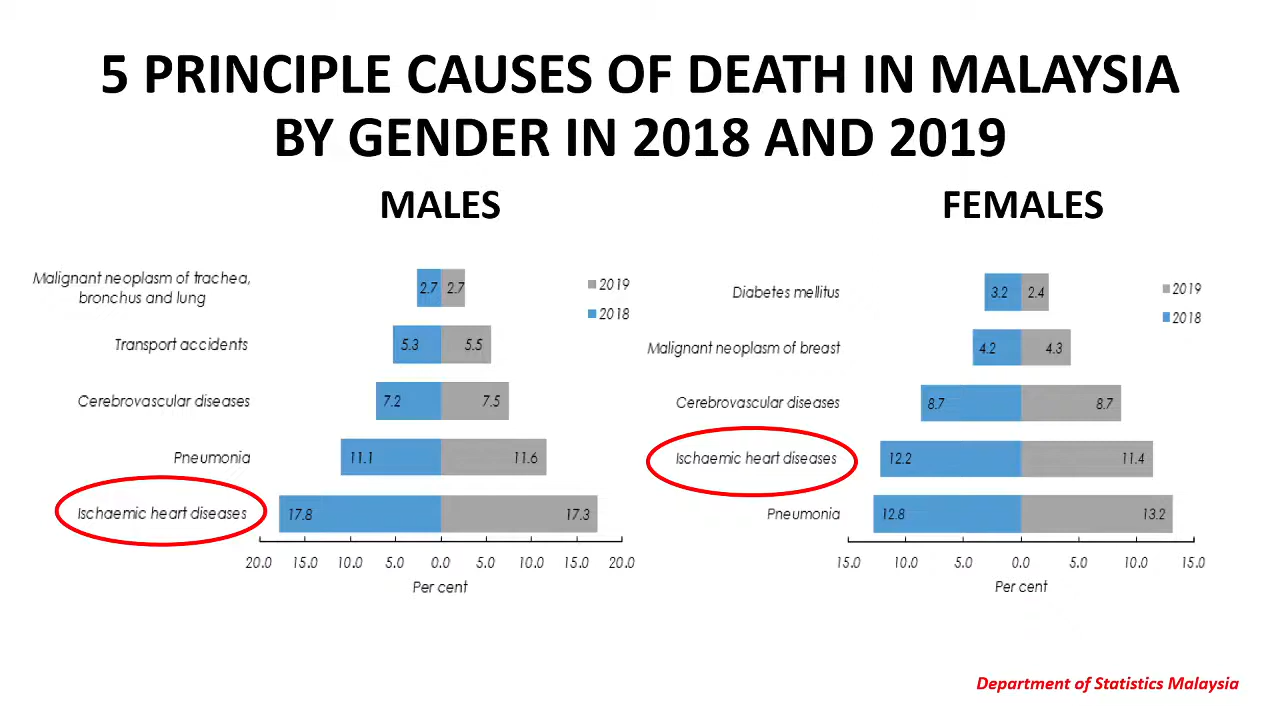 5 PRINCIPLE CAUSES OF DEATH IN MALAYSIA
BY GENDER IN 2018 AND 2019
MALES
Malignant neoplasm of trachea,
bronchus and lung
2.7 2.7
2019
2018
Transport accidents
5.3 5.5
Cerebrovascular diseases
7.2 7.5
Pneumonia
11.1 11.6
Ischaemic heart diseases
17.8 17.3
20.0 15.0 10.0 5.0 0.0 5.0 10.0 15.0 20.0
Per cent
FEMALES
Diabetes mellitus
3.2 2.4
2019
2018
Malignant neoplasm of breast
4.2 4.3
Cerebrovascular diseases
8.7 8.7
Ischaemic heart diseases
12.2 11.4
Pneumonia
12.8 13.2
15.0 10.0 5.0 0.0 5.0 10.0 15.0
Per cent
Department of Statistics Malaysia